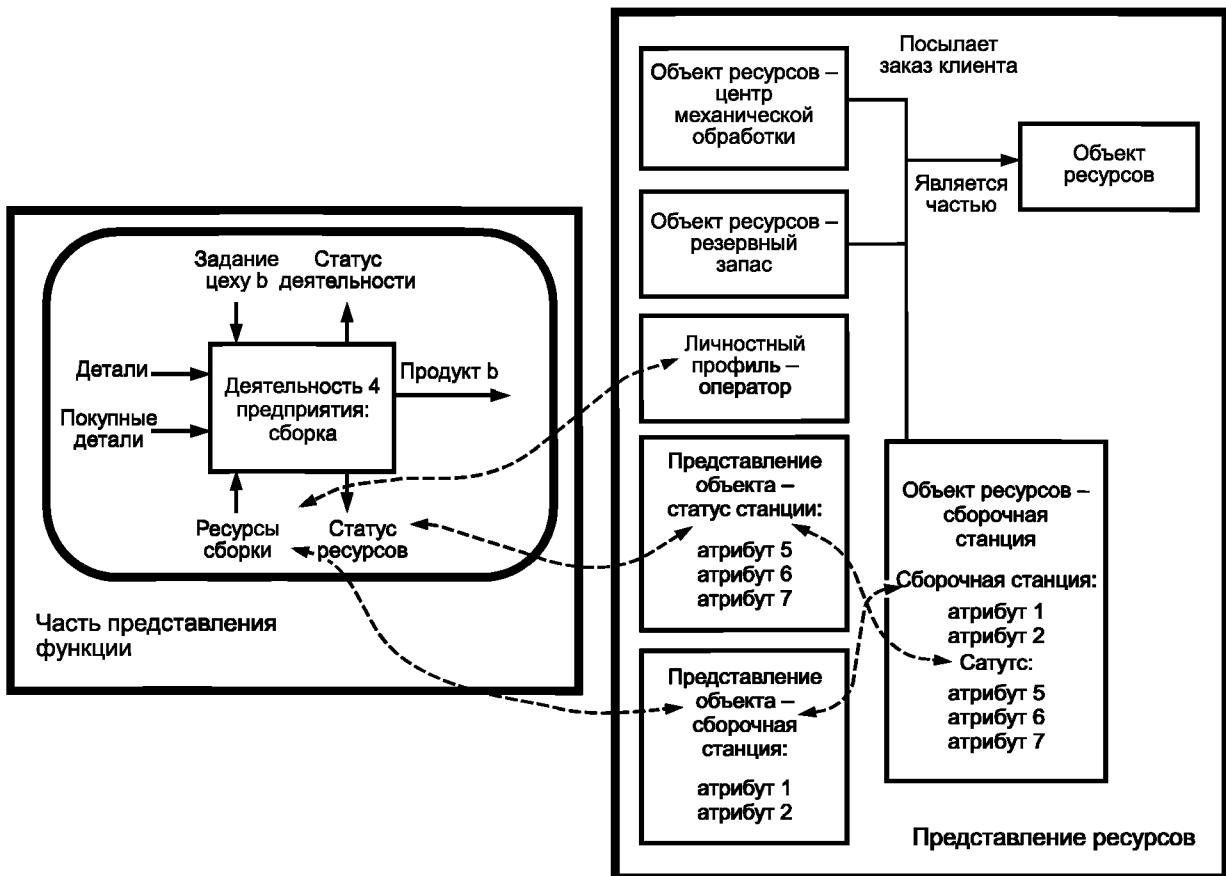 Задание
цеху b
Статус
деятельности
Детали
Покупные
детали
Деятельность 4
предприятия:
сборка
Продукт b
Ресурсы
сборки
Статус
ресурсов
Часть представления
функции
Объект ресурсов –
центр
механической
обработки
Объект ресурсов –
резервный
запас
Личностный
профиль –
оператор
Представление
объекта –
статус станции:
атрибут 5
атрибут 6
атрибут 7
Представление
объекта –
сборочная
станция:
атрибут 1
атрибут 2
Посылает
заказ клиента
Является
частью
Объект
ресурсов
Объект ресурсов –
сборочная
станция
Сборочная станция:
атрибут 1
атрибут 2
Сатутс:
атрибут 5
атрибут 6
атрибут 7
Представление ресурсов